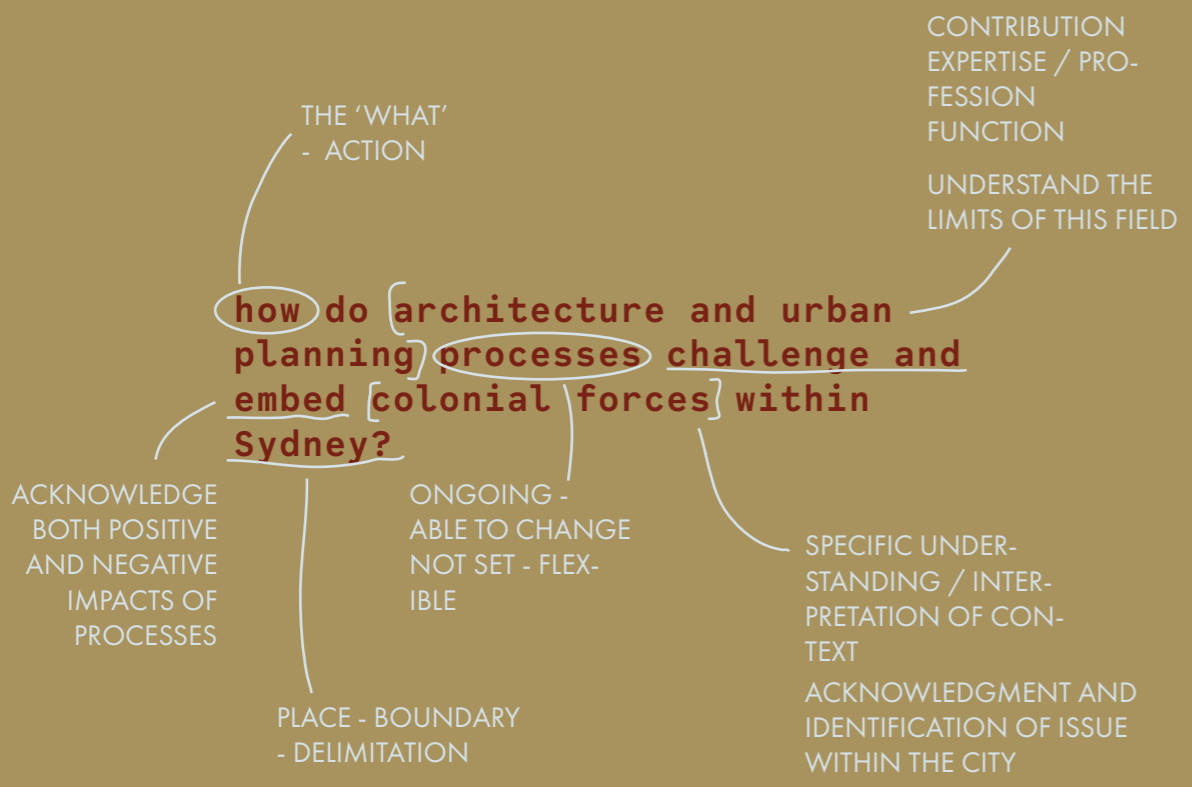 CONTRIBUTION
EXPERTISE / PRO-
FESSION
FUNCTION
UNDERSTAND THE
LIMITS OF THIS FIELD
THE ‘WHAT’
- ACTION
how do architecture and urban
planning processes challenge and
embed colonial forces within
Sydney?
ACKNOWLEDGE
BOTH POSITIVE
AND NEGATIVE
IMPACTS OF
PROCESSES
ONGOING -
ABLE TO CHANGE
NOT SET - FLEX-
IBLE
SPECIFIC UNDER-
STANDING / INTER-
PRETATION OF CON-
TEXT
ACKNOWLEDGMENT AND
IDENTIFICATION OF ISSUE
WITHIN THE CITY
PLACE - BOUNDARY
- DELIMITATION